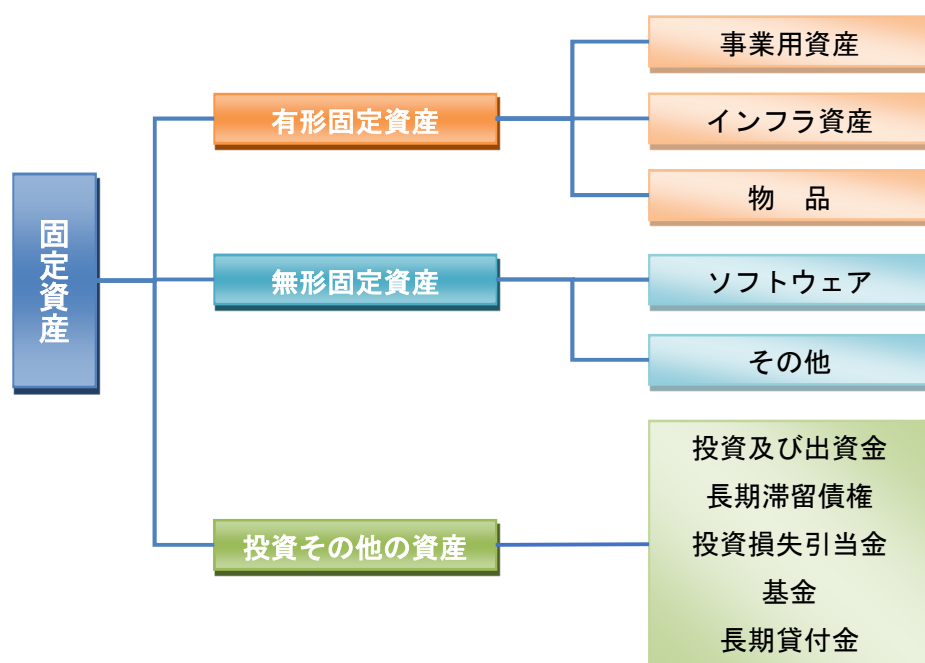 固定資産
有形固定資産
事業用資産
インフラ資産
物　品
無形固定資産
ソフトウェア
その他
投資その他の資産
投資及び出資金
長期滞留債権
投資損失引当金
基金
長期貸付金